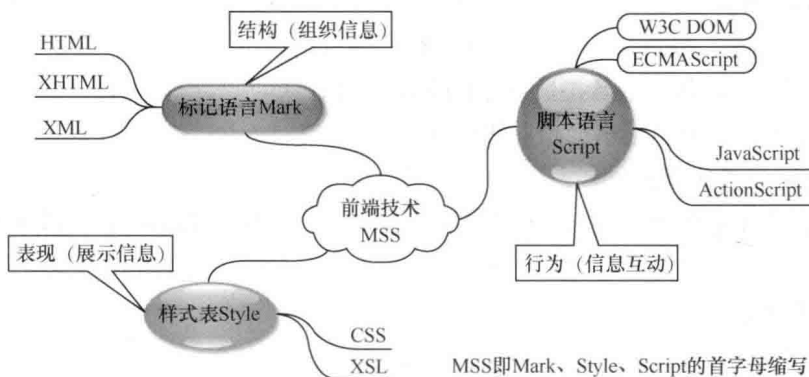 结构（组织信息）
HTML
XHTML
XML
标记语言Mark
W3C DOM
ECMAScript
脚本语言
Script
JavaScript
ActionScript
前端技术
MSS
表现（展示信息）
行为（信息互动）
样式表Style
CSS
XSL
MSS即Mark、Style、Script的首字母缩写